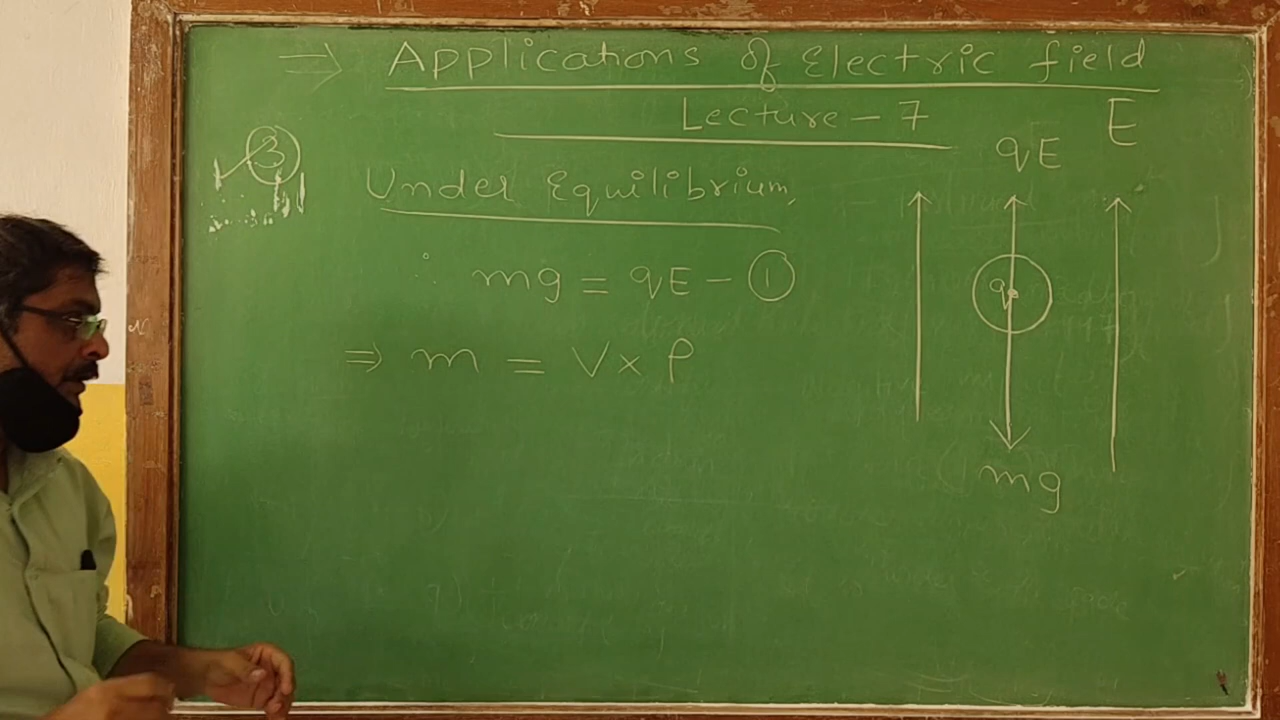 ⇒ Applications of Electric field
Lecture - 7
E
3
qE
Under Equilibrium,
∴ mg = qE - ①
q
⇒ m = V × ρ
mg